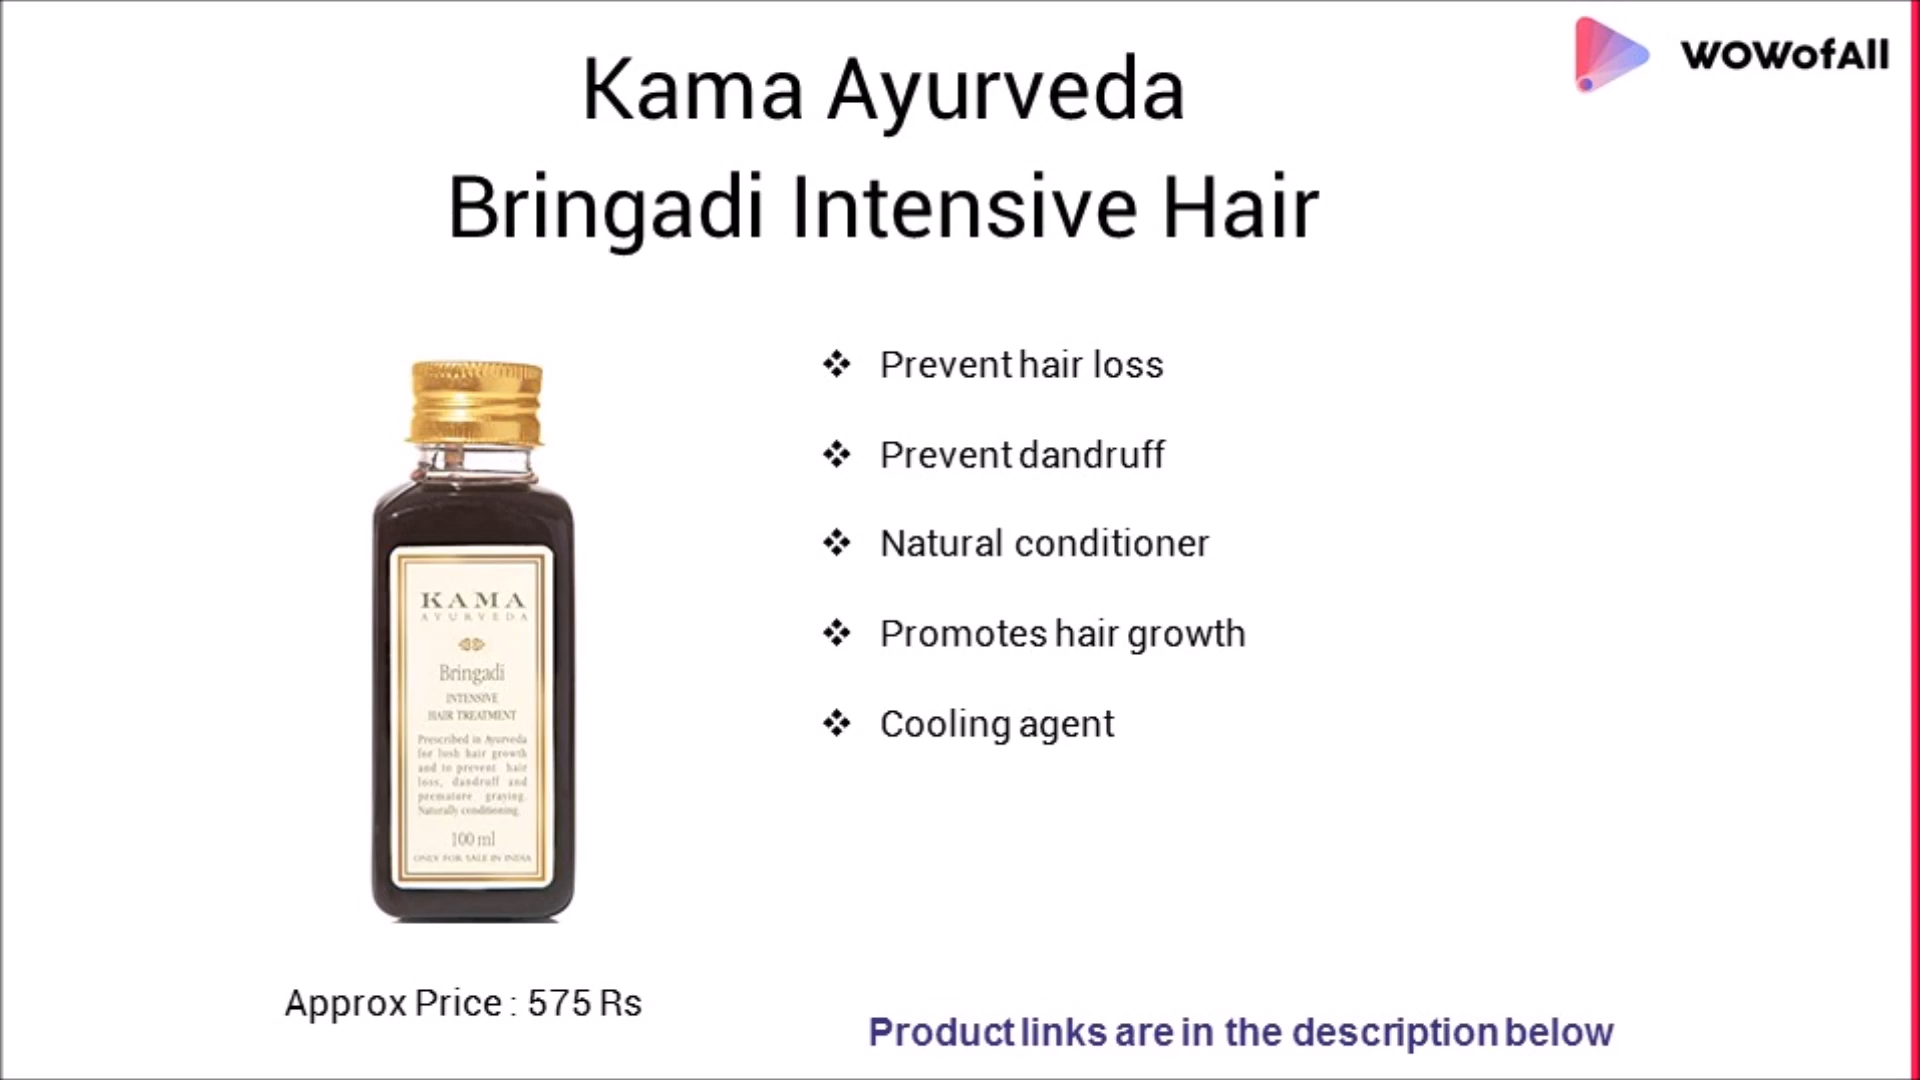 Kama Ayurveda
Bringadi Intensive Hair
WOWofAll
❖ Prevent hair loss
❖ Prevent dandruff
❖ Natural conditioner
❖ Promotes hair growth
❖ Cooling agent
KAMA
AYURVEDA
Bringadi
INTENSIVE
HAIR TREATMENT
Prescribed in Ayurveda
for lush hair growth
and to prevent hair
loss, dandruff and
premature graying.
Naturally conditioning.
100 ml
ONLY FOR SALE IN INDIA
Approx Price : 575 Rs
Product links are in the description below